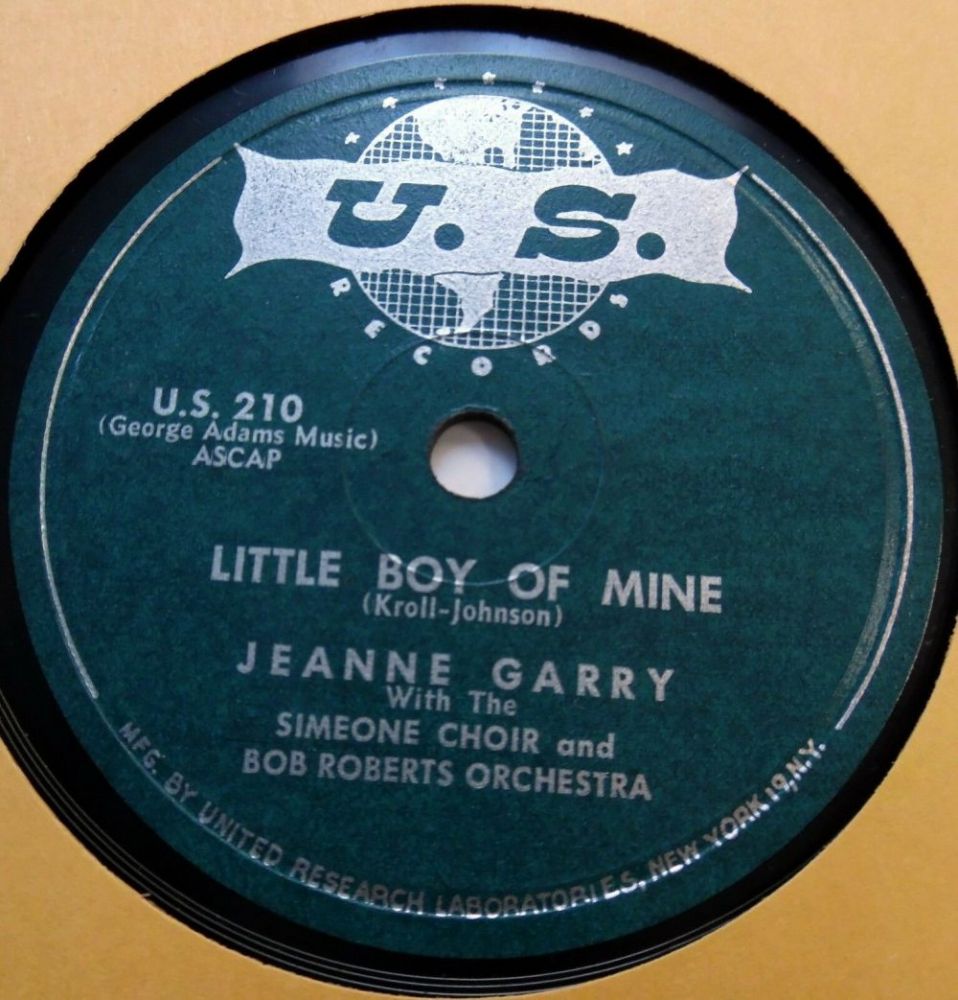 U. S.
RECORDS
U.S. 210
(George Adams Music)
ASCAP
LITTLE BOY OF MINE
(Kroll-Johnson)
JEANNE GARRY
With The
SIMEONE CHOIR and
BOB ROBERTS ORCHESTRA
MFG. BY UNITED RESEARCH LABORATORIES, NEW YORK 19, N.Y.